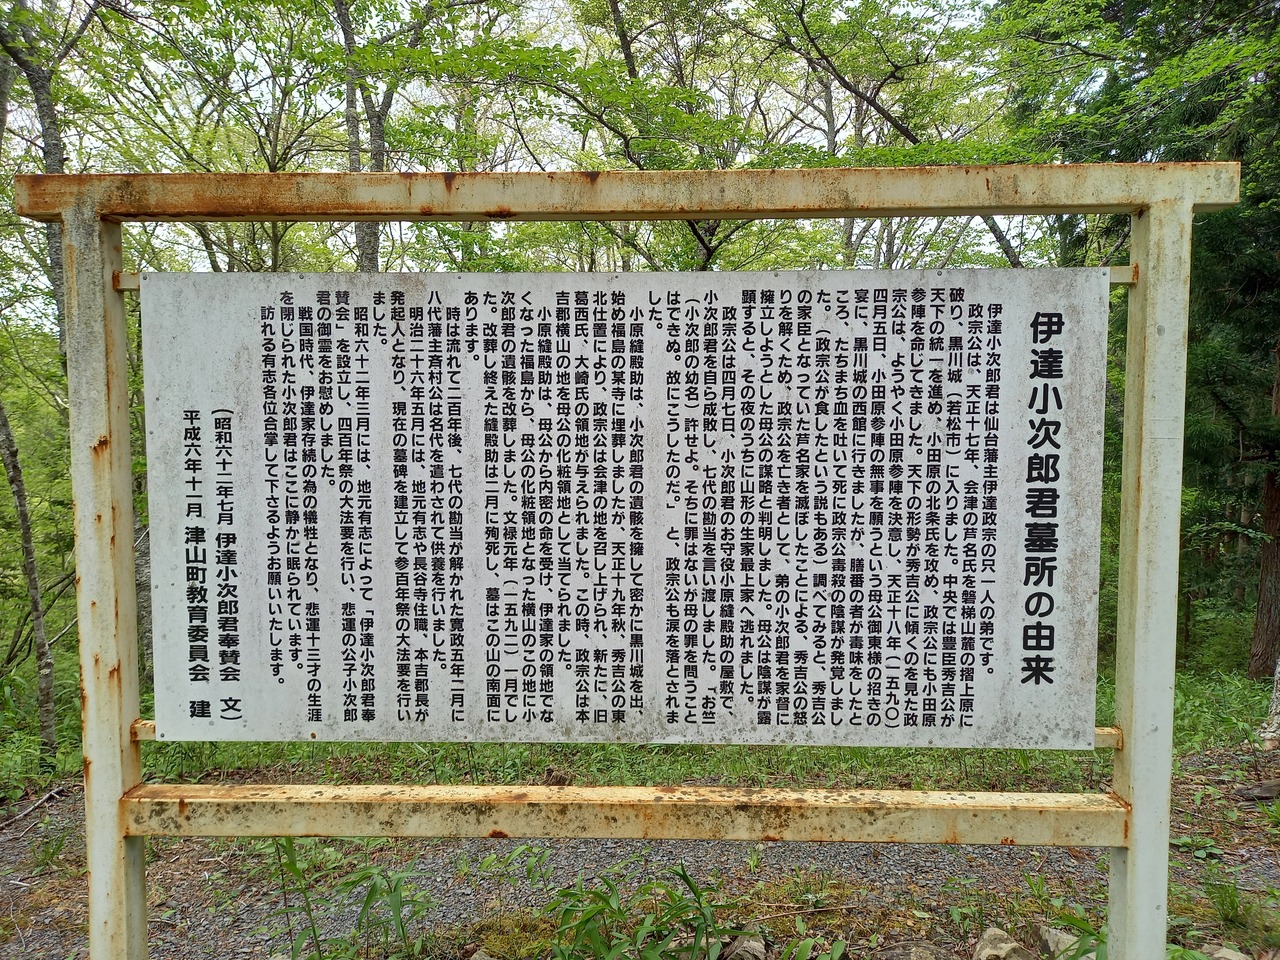 伊達小次郎君墓所の由来
伊達小次郎君は仙台藩主伊達政宗の只一人の弟です。
政宗公は、天正十七年、会津の芦名氏を磐梯山麓の摺上原に
破り、黒川城（若松市）に入りました。中央では豊臣秀吉公が
天下の統一を進め、小田原の北条氏を攻め、政宗公にも小田原
参陣を命じてきました。天下の形勢が秀吉公に傾くのを見た政
宗公は、ようやく小田原参陣を決意し、天正十八年（一五九〇）
四月五日、小田原参陣の無事を願うという母公御東様の招きの
宴に、黒川城の西館に行きましたが、膳番の者が毒味をしたと
ころ、たちまち血を吐いて死に政宗公毒殺の陰謀が発覚しまし
た。（政宗公が食したという説もある）調べてみると、秀吉公
の家臣となっていた芦名家を滅ぼしたことによる、秀吉公の怒
りを解くため、政宗公を亡き者として、弟の小次郎君を家督に
擁立しようとした母公の謀略と判明しました。母公は陰謀が露
顕すると、その夜のうちに山形の生家最上家へ逃れました。
政宗公は四月七日、小次郎君のお守役小原縫殿助の屋敷で、
小次郎君を自ら成敗し、七代の勘当を言い渡しました。「お竺
（小次郎の幼名）許せよ。そちに罪はないが母の罪を問うこと
はできぬ。故にこうしたのだ。」と、政宗公も涙を落とされま
した。
小原縫殿助は、小次郎君の遺骸を擁して密かに黒川城を出、
始め福島の某寺に埋葬しましたが、天正十九年秋、秀吉公の東
北仕置により、政宗公は会津の地を召し上げられ、新たに、旧
葛西氏、大崎氏の領地が与えられました。この時、政宗公は本
吉郡横山の地を母公の化粧領地として当てられました。
小原縫殿助は、母公から内密の命を受け、伊達家の領地でな
くなった福島から、母公の化粧領地となった横山のこの地に小
次郎君の遺骸を改葬しました。文禄元年（一五九二）一月でし
た。改葬し終えた縫殿助は二月に殉死し、墓はこの山の南面に
あります。
時は流れて二百年後、七代の勘当が解かれた寛政五年二月に
八代藩主斉村公は名代を遣わされて供養を行いました。
明治二十六年五月には、地元有志や長谷寺住職、本吉郡長が
発起人となり、現在の墓碑を建立して参百年祭の大法要を行い
ました。
昭和六十二年三月には、地元有志によって「伊達小次郎君奉
賛会」を設立し、四百年祭の大法要を行い、悲運の公子小次郎
君の御霊をお慰めしました。
戦国時代、伊達家存続の為の犠牲となり、悲運十三才の生涯
を閉じられた小次郎君はここに静かに眠られています。
訪れる有志各位合掌して下さるようお願いいたします。
（昭和六十二年七月 伊達小次郎君奉賛会 文）
平成六年十一月 津山町教育委員会 建